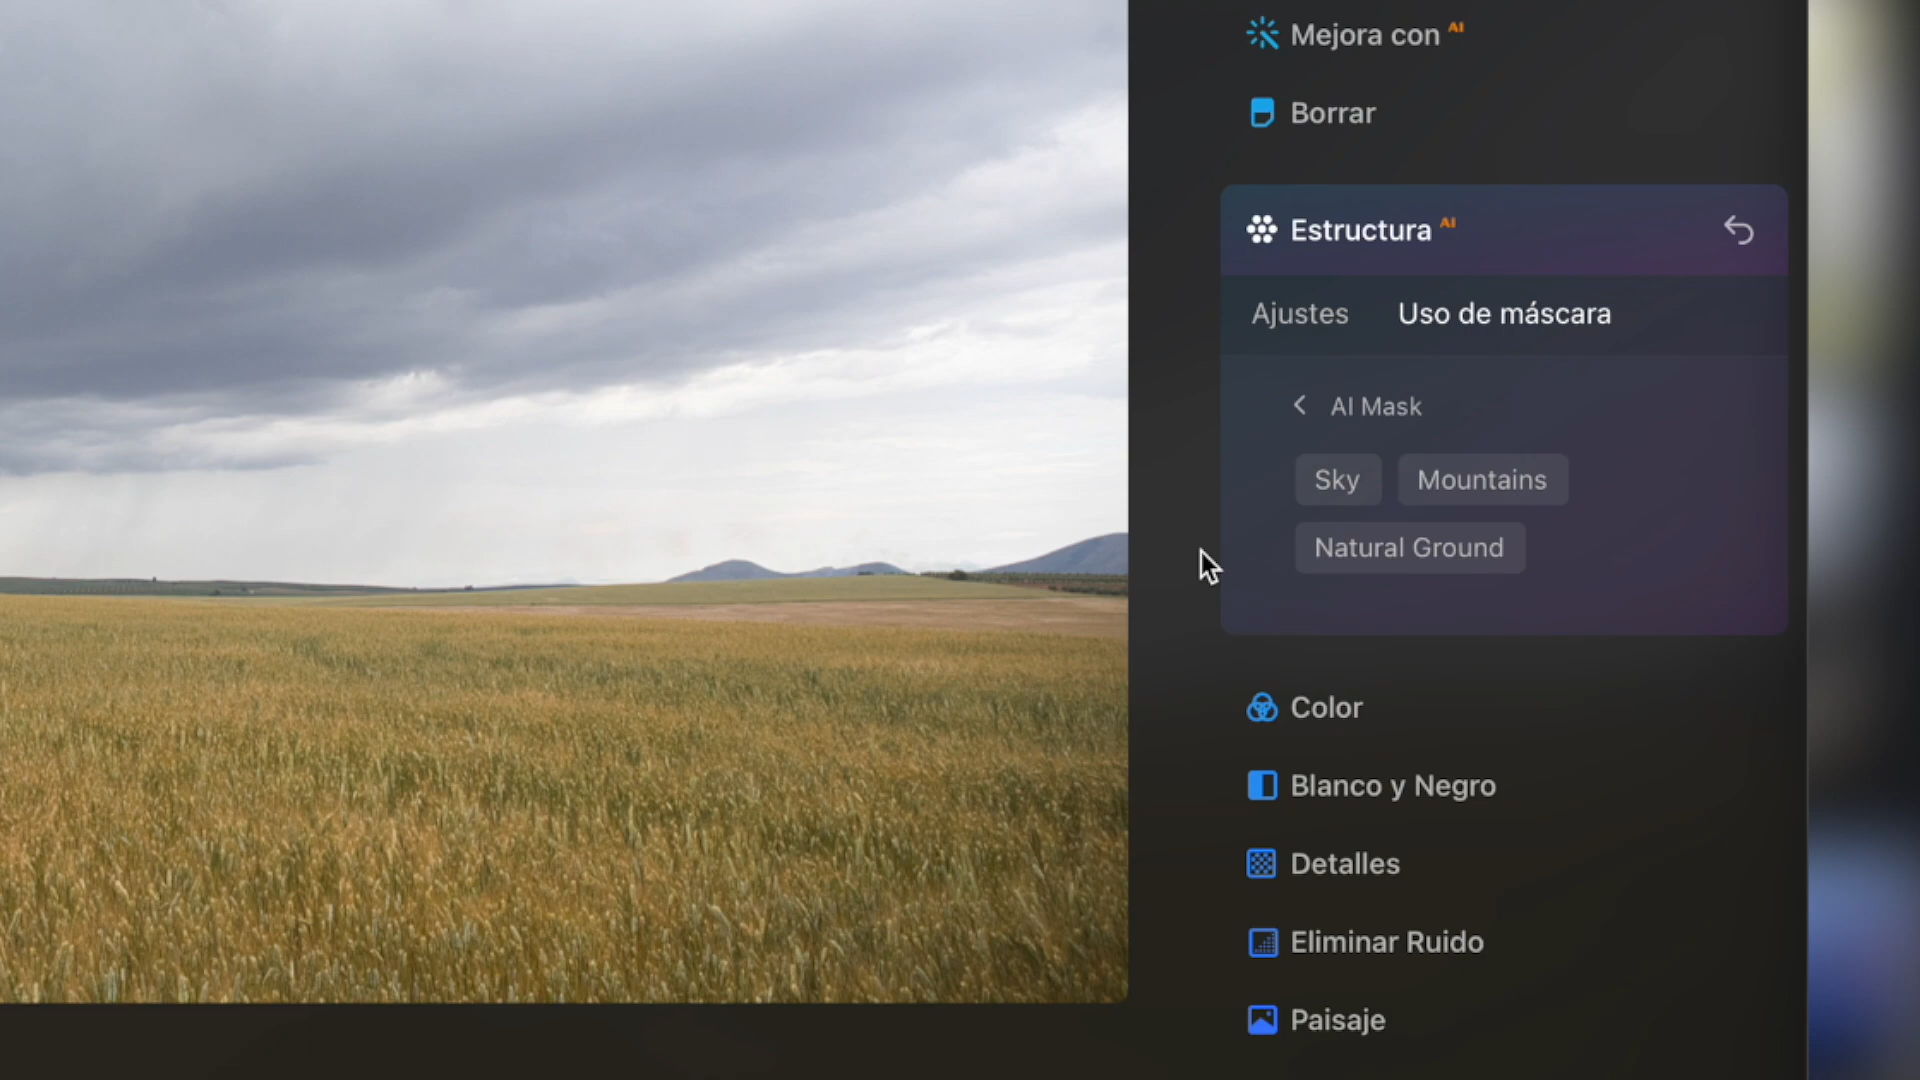 Mejora con AI
Borrar
Estructura AI
Ajustes Uso de máscara
AI Mask
Sky Mountains
Natural Ground
Color
Blanco y Negro
Detalles
Eliminar Ruido
Paisaje